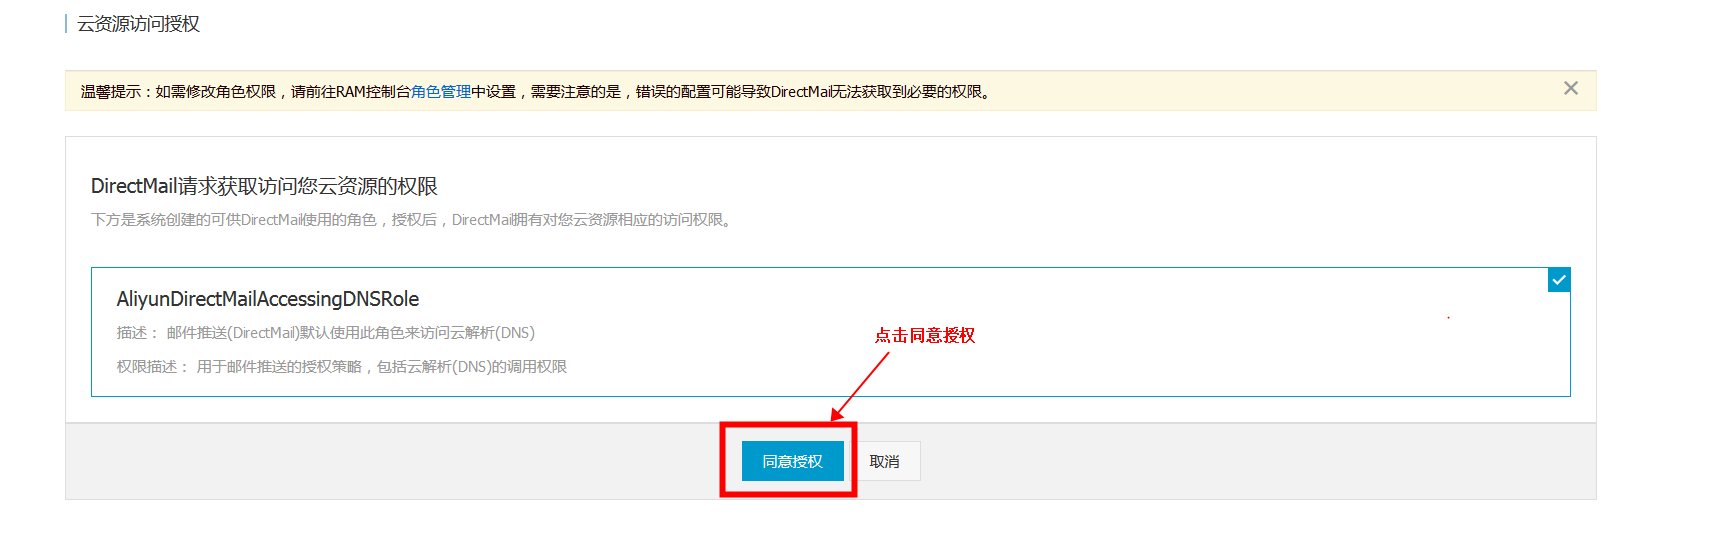 云资源访问授权
温馨提示：如需修改角色权限，请前往RAM控制台角色管理中设置，需要注意的是，错误的配置可能导致DirectMail无法获取到必要的权限。
DirectMail请求获取访问您云资源的权限
下方是系统创建的可供DirectMail使用的角色，授权后，DirectMail拥有对您云资源相应的访问权限。
AliyunDirectMailAccessingDNSRole
描述： 邮件推送(DirectMail)默认使用此角色来访问云解析(DNS)
点击同意授权
权限描述： 用于邮件推送的授权策略，包括云解析(DNS)的调用权限
同意授权 取消